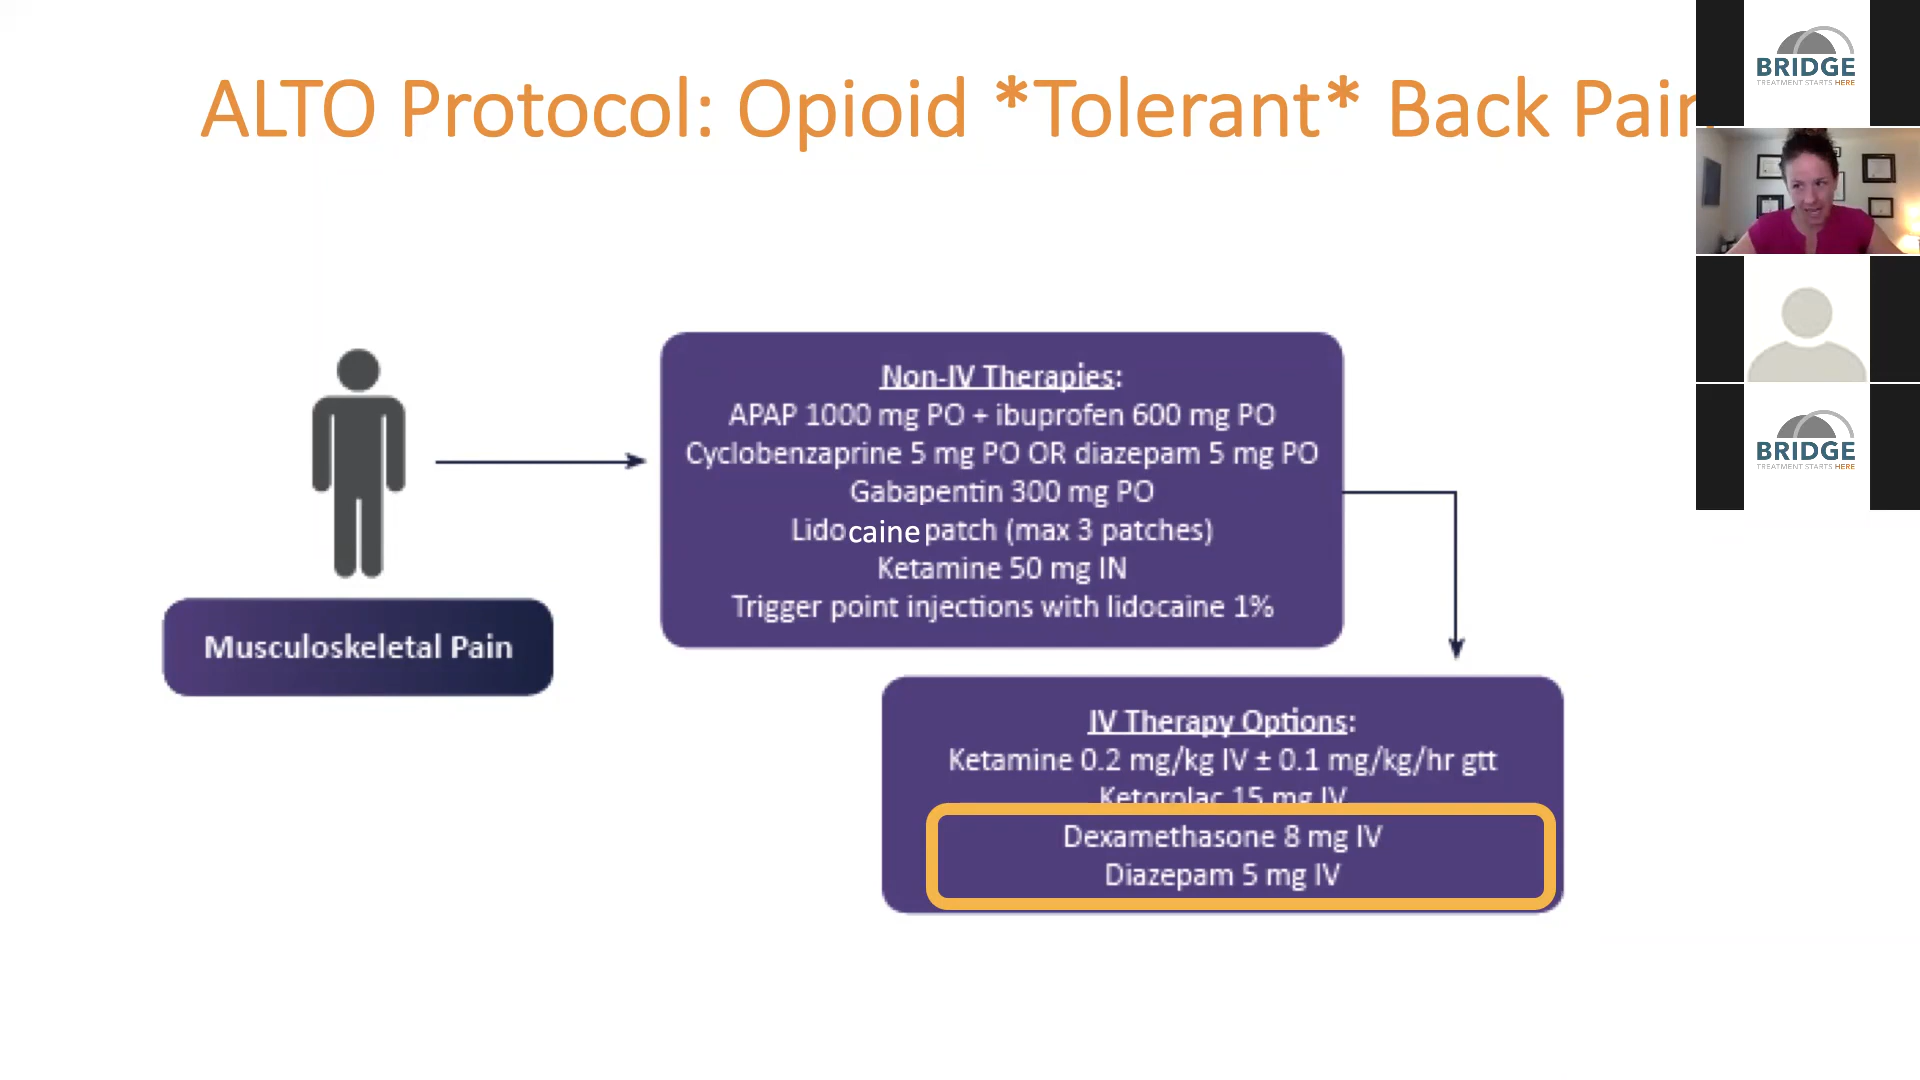 ALTO Protocol: Opioid *Tolerant* Back Pain
BRIDGE
TREATMENT STARTS HERE
Non-IV Therapies:
APAP 1000 mg PO + ibuprofen 600 mg PO
Cyclobenzaprine 5 mg PO OR diazepam 5 mg PO
Gabapentin 300 mg PO
Lidocaine patch (max 3 patches)
Ketamine 50 mg IN
Trigger point injections with lidocaine 1%
Musculoskeletal Pain
IV Therapy Options:
Ketamine 0.2 mg/kg IV ± 0.1 mg/kg/hr gtt
Ketorolac 15 mg IV
Dexamethasone 8 mg IV
Diazepam 5 mg IV
BRIDGE
TREATMENT STARTS HERE